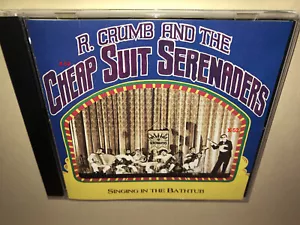 R. CRUMB AND THE
CHEAP SUIT SERENADERS
SINGING IN THE BATHTUB